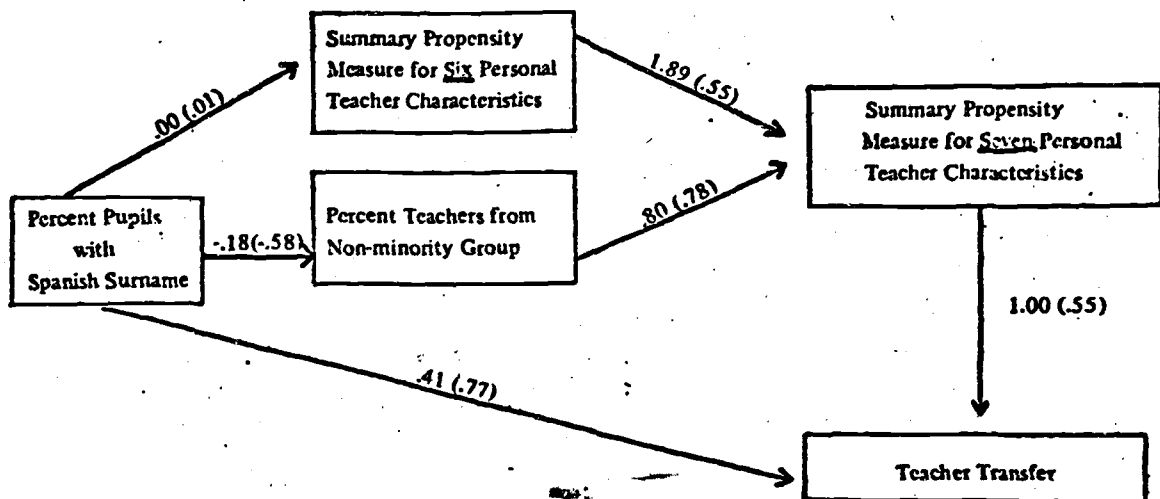 Summary Propensity
Measure for Six Personal
Teacher Characteristics
1.89 (.55)
Summary Propensity
Measure for Seven Personal
Teacher Characteristics
.00 (.01)
Percent Pupils
with
Spanish Surname
-.18(-.58)
Percent Teachers from
Non-minority Group
.80 (.78)
1.00 (.55)
.41 (.77)
Teacher Transfer